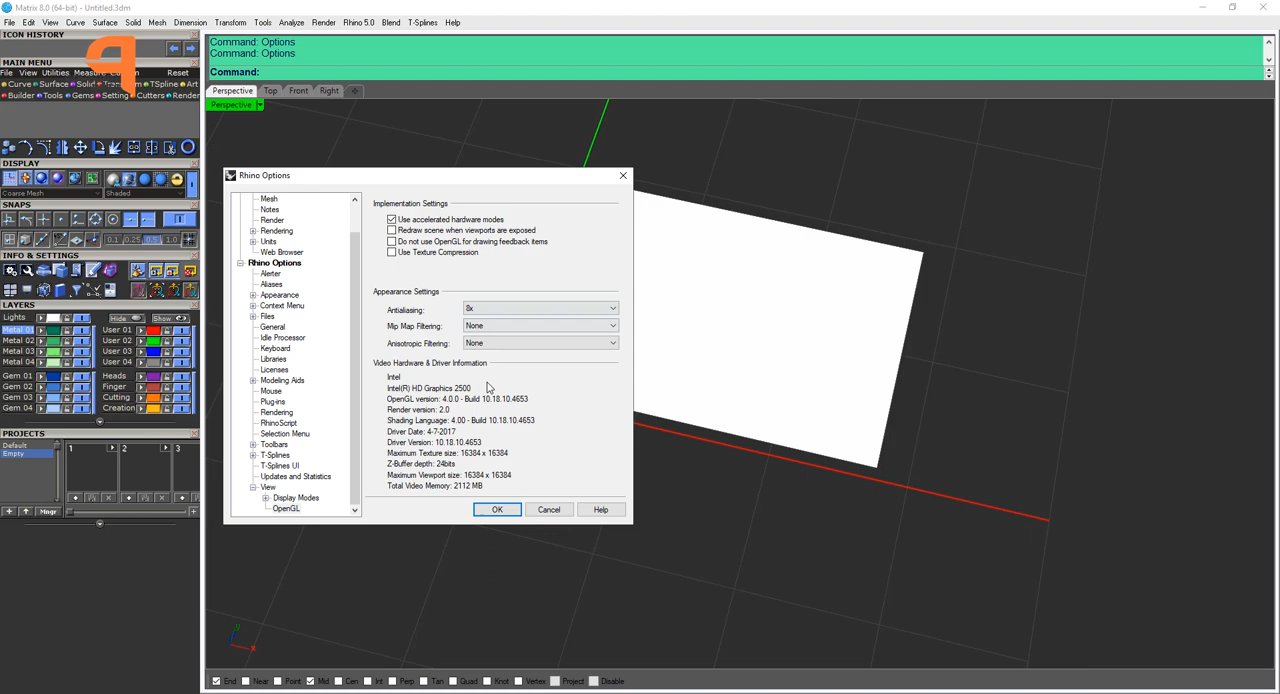 Matrix 8.0 (64-bit) - Untitled.3dm
File Edit View Curve Surface Solid Mesh Dimension Transform Tools Analyze Render Rhino 5.0 Blend T-Splines Help
ICON HISTORY
MAIN MENU
File View Utilities Measure Reset
Curve Surface Solid TSpline Art
Builder Tools Gems Setting Cutters Render
DISPLAY
Coarse Mesh Shaded
SNAPS
0.1 0.25 0.5 1.0
INFO & SETTINGS
LAYERS
Lights Hide Show
Metal 01 User 01
Metal 02 User 02
Metal 03 User 03
Metal 04 User 04
Gem 01 Heads
Gem 02 Finger
Gem 03 Cutting
Gem 04 Creation
PROJECTS
Default
Empty
1 2 3
Mngr
Command: Options
Command: Options
Command:
Perspective Top Front Right
Perspective
Rhino Options
Mesh
Notes
Render
Rendering
Units
Web Browser
Rhino Options
Alerter
Aliases
Appearance
Context Menu
Files
General
Idle Processor
Keyboard
Libraries
Licenses
Modeling Aids
Mouse
Plug-ins
Rendering
RhinoScript
Selection Menu
Toolbars
T-Splines
T-Splines UI
Updates and Statistics
View
Display Modes
OpenGL
Implementation Settings
Use accelerated hardware modes
Redraw scene when viewports are exposed
Do not use OpenGL for drawing feedback items
Use Texture Compression
Appearance Settings
Antialiasing: 8x
Mip Map Filtering: None
Anisotropic Filtering: None
Video Hardware & Driver Information
Intel
Intel(R) HD Graphics 2500
OpenGL version: 4.0.0 - Build 10.18.10.4653
Render version: 2.0
Shading Language: 4.00 - Build 10.18.10.4653
Driver Date: 4-7-2017
Driver Version: 10.18.10.4653
Maximum Texture size: 16384 x 16384
Z-Buffer depth: 24bits
Maximum Viewport size: 16384 x 16384
Total Video Memory: 2112 MB
OK Cancel Help
x
End Near Point Mid Cen Int Perp Tan Quad Knot Vertex Project Disable